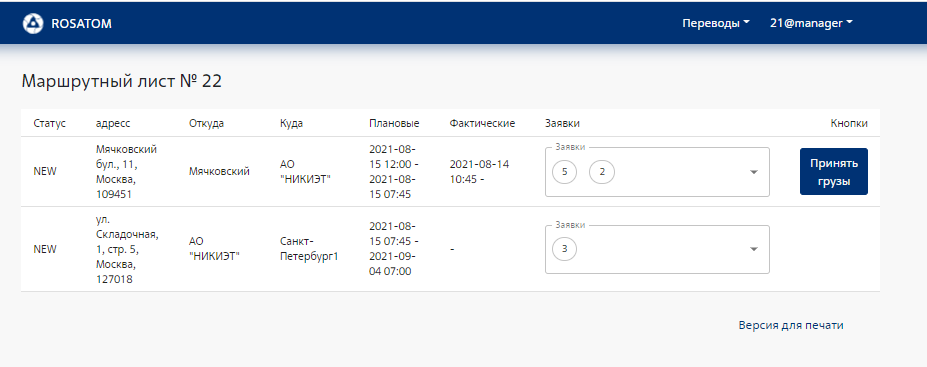 ROSATOM
Переводы
21@manager
Маршрутный лист № 22
Статус адресс Откуда Куда Плановые Фактические Заявки Кнопки
NEW
Мячковский
бул., 11,
Москва,
109451
Мячковский
АО
"НИКИЭТ"
2021-08-
15 12:00 -
2021-08-
15 07:45
2021-08-14
10:45 -
Заявки
5 2
Принять
грузы
NEW
ул.
Складочная,
1, стр. 5,
Москва,
127018
АО
"НИКИЭТ"
Санкт-
Петербург1
2021-08-
15 07:45 -
2021-09-
04 07:00
-
Заявки
3
Версия для печати